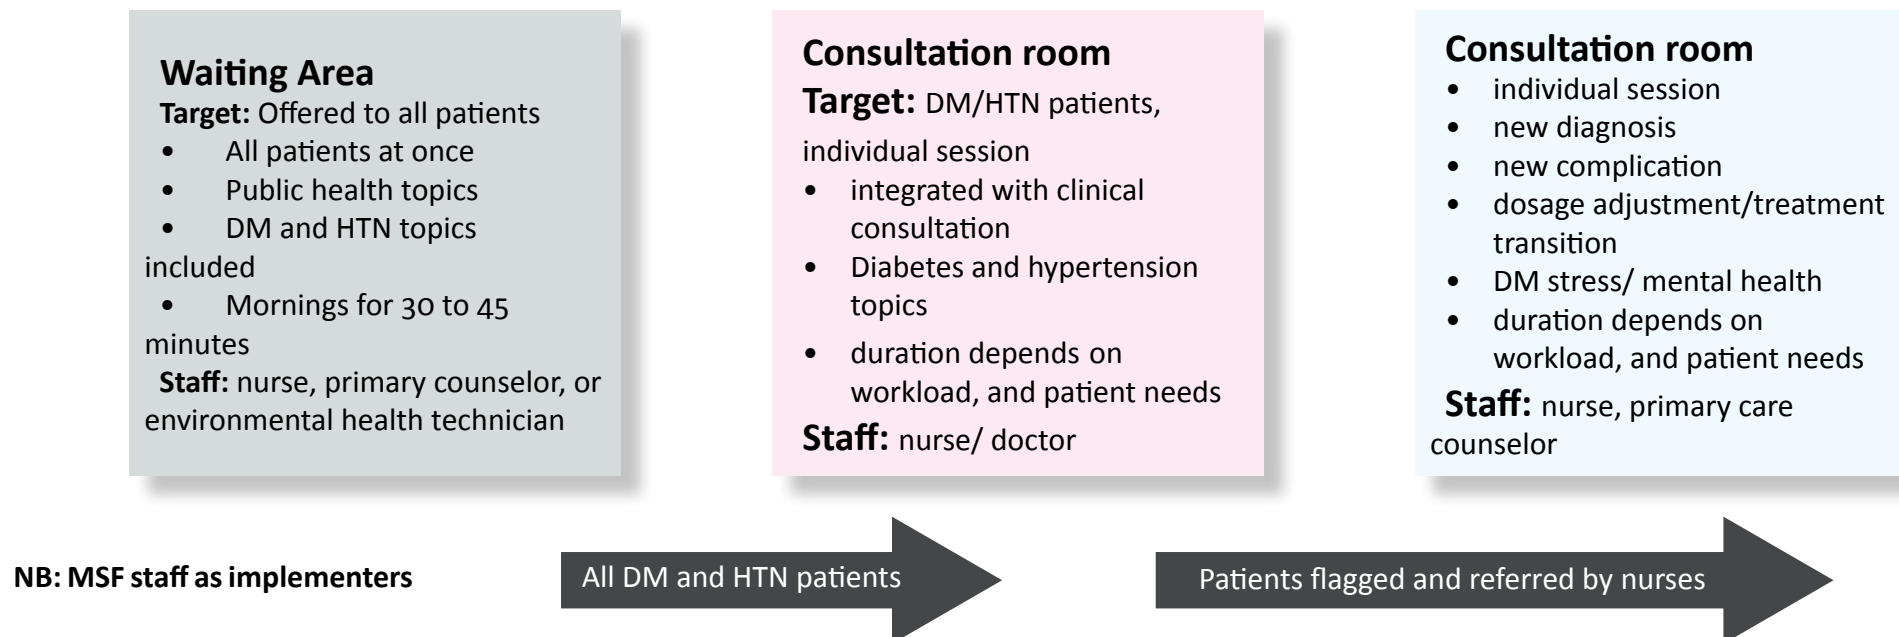 Waiting Area
Target: Offered to all patients
• All patients at once
• Public health topics
• DM and HTN topics
included
• Mornings for 30 to 45
minutes
Staff: nurse, primary counselor, or
environmental health technician
Consultation room
Target: DM/HTN patients,
individual session
• integrated with clinical
consultation
• Diabetes and hypertension
topics
• duration depends on
workload, and patient needs
Staff: nurse/ doctor
Consultation room
• individual session
• new diagnosis
• new complication
• dosage adjustment/treatment
transition
• DM stress/ mental health
• duration depends on
workload, and patient needs
Staff: nurse, primary care
counselor
NB: MSF staff as implementers
All DM and HTN patients
Patients flagged and referred by nurses